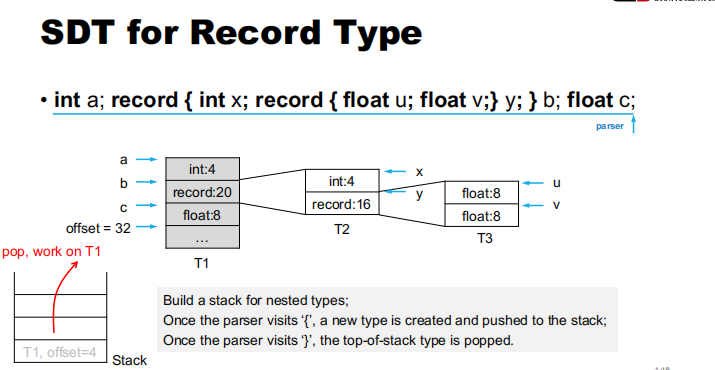 SDT for Record Type
• int a; record { int x; record { float u; float v;} y; } b; float c;
parser
a
int:4
b
record:20
c
float:8
offset = 32
…
T1
x
int:4
y
record:16
T2
u
float:8
v
float:8
T3
pop, work on T1
T1, offset=4
Stack
Build a stack for nested types;
Once the parser visits ‘{’, a new type is created and pushed to the stack;
Once the parser visits ‘}’, the top-of-stack type is popped.